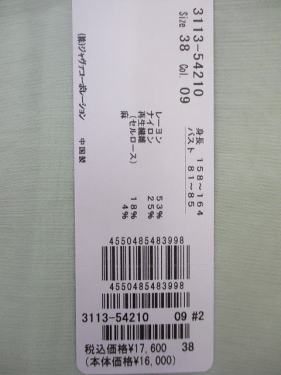 3113-54210
Size 38 Col. 09
身長 158~164
バスト 81~85
レーヨン 53%
ナイロン 25%
再生繊維
(セルロース) 18%
麻 4%
(株)ジャヴァコーポレーション
中国製
4550485483998
4550485483998
3113-54210 09 #2
税込価格¥17,600 38
(本体価格¥16,000)